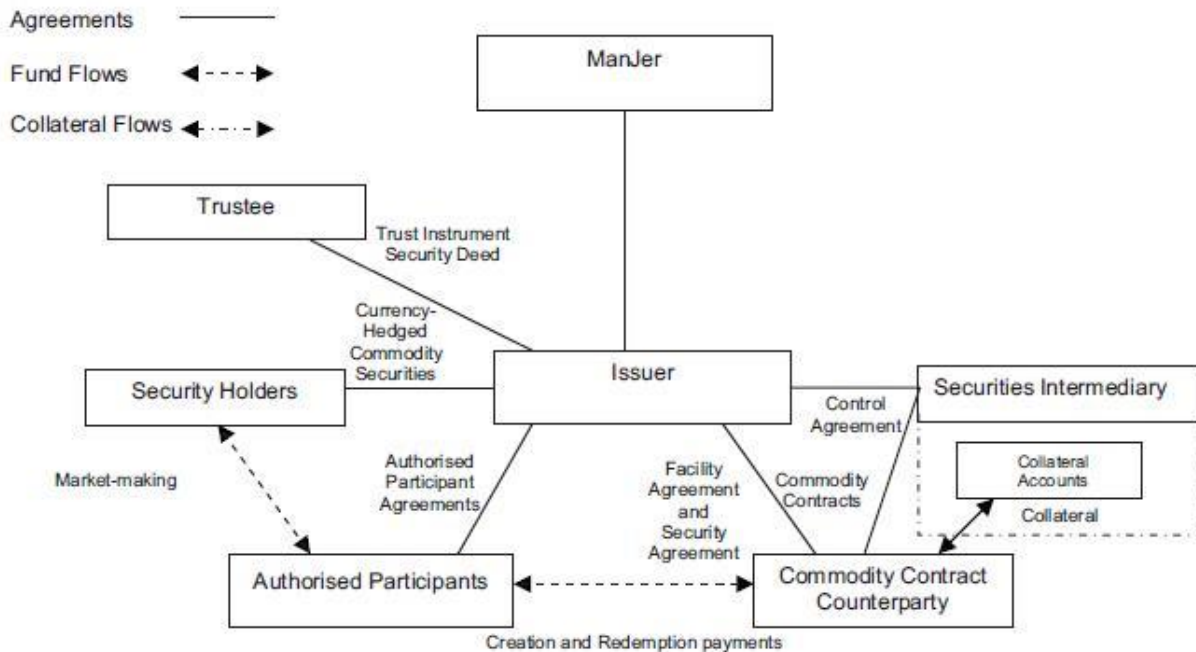 Agreements
Fund Flows
Collateral Flows
ManJer
Trustee
Trust Instrument
Security Deed
Currency-
Hedged
Commodity
Securities
Issuer
Security Holders
Securities Intermediary
Control
Agreement
Market-making
Authorised
Participant
Agreements
Facility
Agreement
and
Security
Agreement
Commodity
Contracts
Collateral
Accounts
Collateral
Authorised Participants
Commodity Contract
Counterparty
Creation and Redemption payments